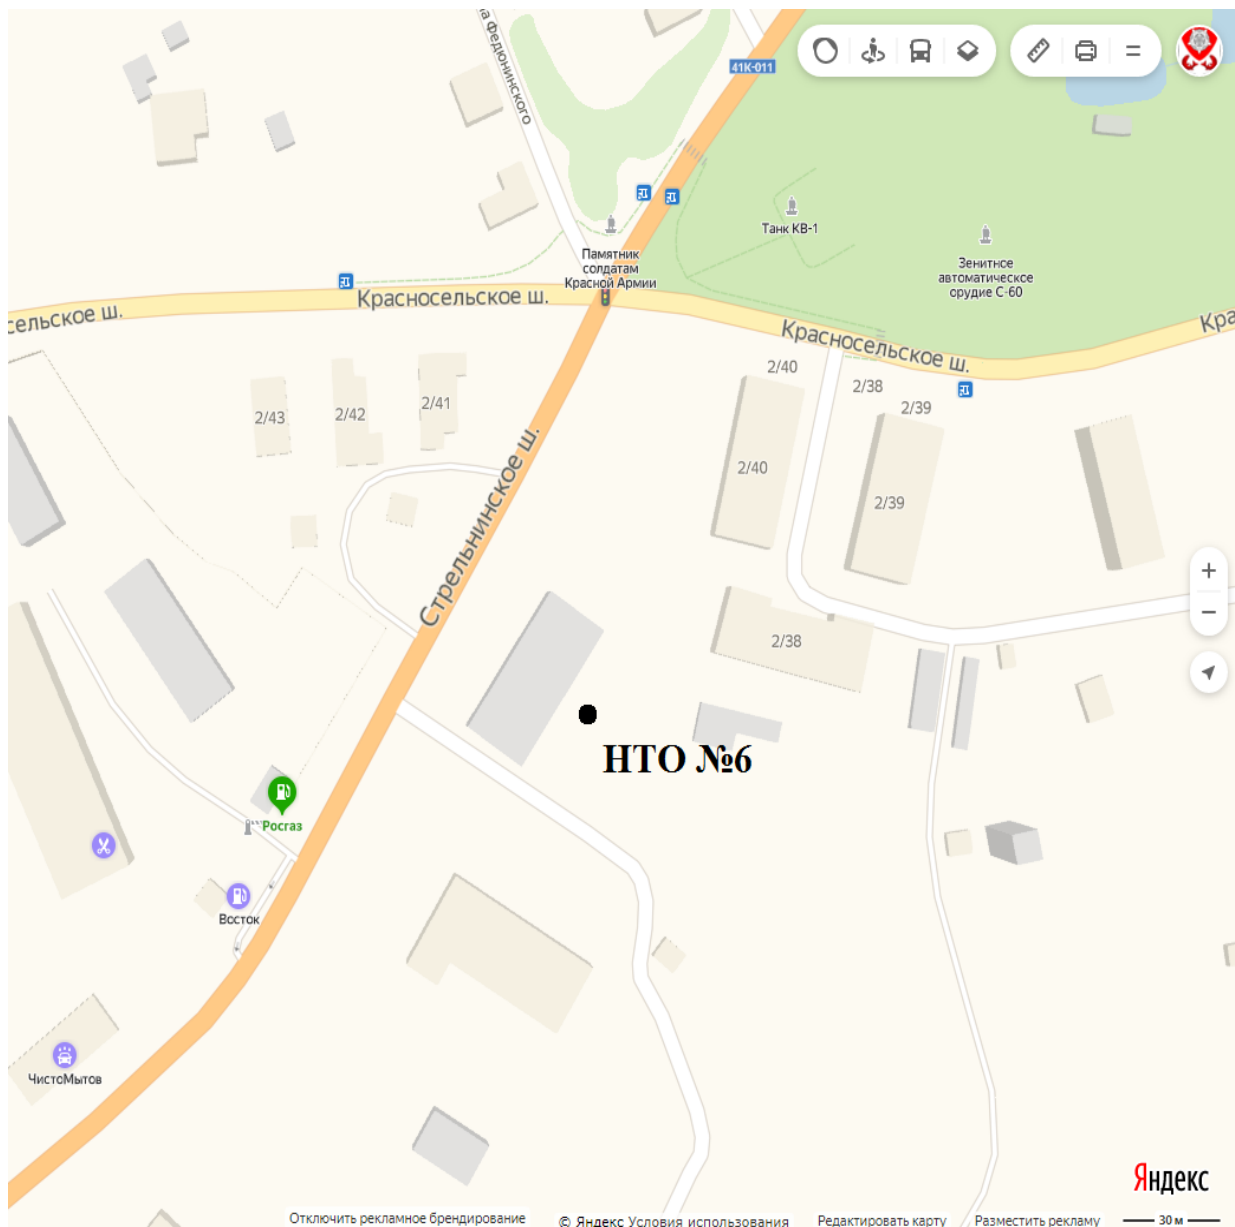 на Федюнинского
41К-011
Танк КВ-1
Памятник
солдатам
Красной Армии
Зенитное
автоматическое
орудие С-60
сельское ш.
Красносельское ш.
Красносельское ш.
Кра
2/40
2/38
2/39
2/43
2/42
2/41
2/40
2/39
Стрельнинское ш.
2/38
НТО №6
Росгаз
Восток
ЧистоМытов
Яндекс
Отключить рекламное брендирование
© Яндекс Условия использования
Редактировать карту
Разместить рекламу
30 м